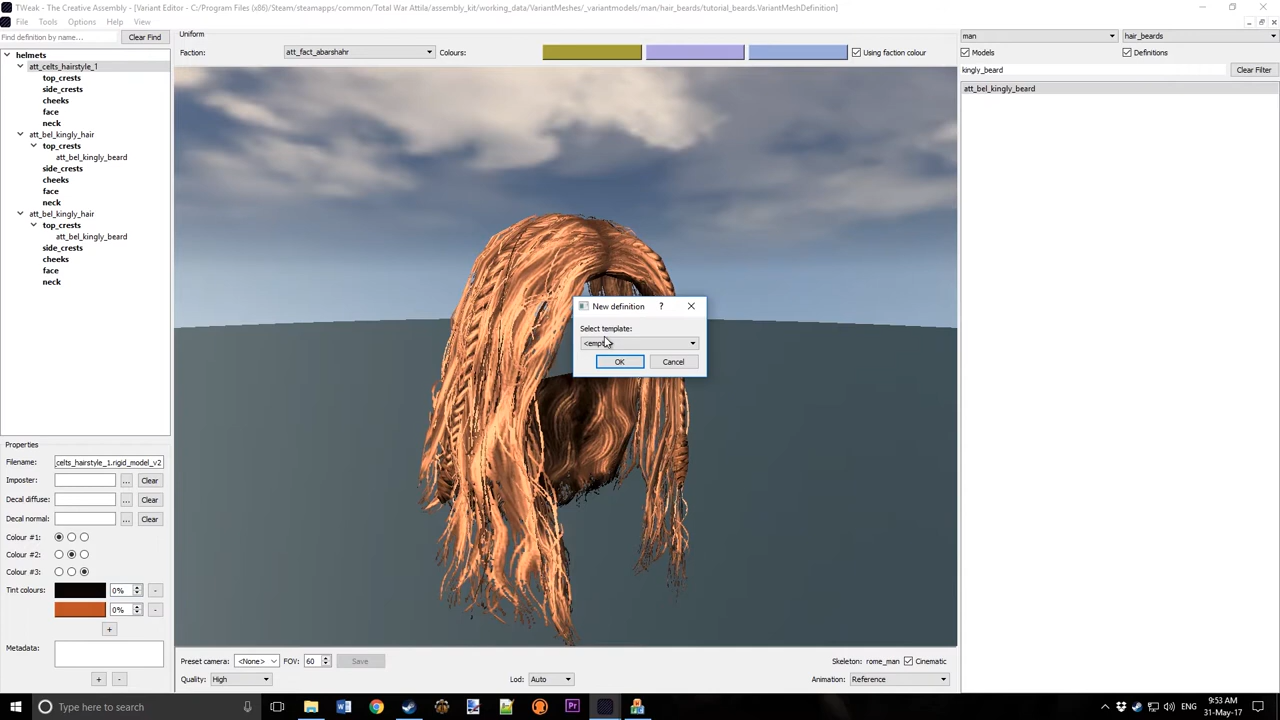 TWeak - The Creative Assembly - [Variant Editor - C:/Program Files (x86)/Steam/steamapps/common/Total War Attila/assembly_kit/working_data/VariantMeshes/_variantmodels/man/hair_beards/tutorial_beards.VariantMeshDefinition]
File Tools Options Help View
Find definition by name... Clear Find
helmets
att_celts_hairstyle_1
top_crests
side_crests
cheeks
face
neck
att_bel_kingly_hair
top_crests
att_bel_kingly_beard
side_crests
cheeks
face
neck
att_bel_kingly_hair
top_crests
att_bel_kingly_beard
side_crests
cheeks
face
neck
Properties
Filename: celts_hairstyle_1.rigid_model_v2
Imposter: ... Clear
Decal diffuse: ... Clear
Decal normal: ... Clear
Colour #1:
Colour #2:
Colour #3:
Tint colours: 0% -
0% -
+
Metadata:
+ -
Uniform
Faction: att_fact_abarshahr Colours: Using faction colour
New definition ? X
Select template:
OK Cancel
Preset camera: <None> FOV: 60 Save Skeleton: rome_man Cinematic
Quality: High Lod: Auto Animation: Reference
man hair_beards
Models Definitions
kingly_beard Clear Filter
att_bel_kingly_beard
Type here to search
ENG 9:53 AM
31-May-17